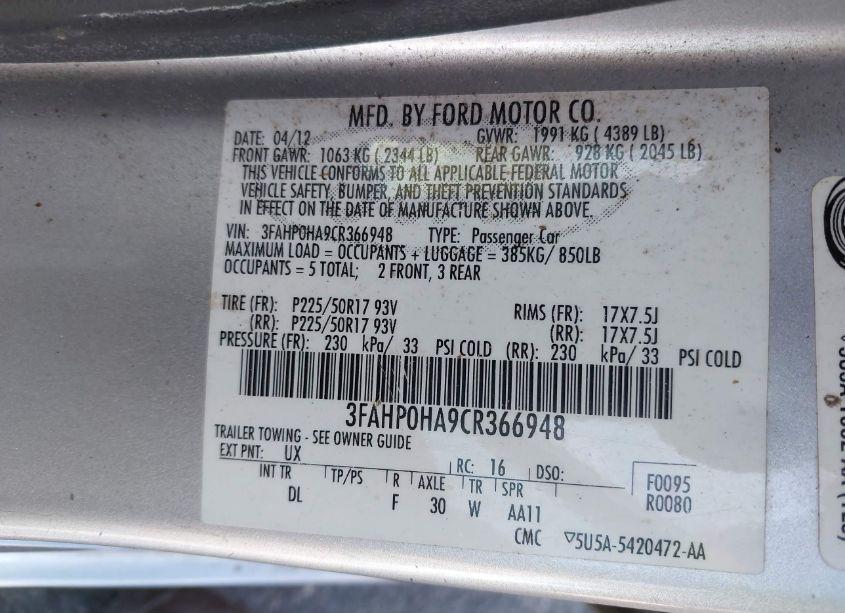 MFD. BY FORD MOTOR CO.
DATE: 04/12 GVWR: 1991 KG ( 4389 LB)
FRONT GAWR: 1063 KG ( 2344 LB) REAR GAWR: 928 KG ( 2045 LB)
THIS VEHICLE CONFORMS TO ALL APPLICABLE FEDERAL MOTOR
VEHICLE SAFETY, BUMPER, AND THEFT PREVENTION STANDARDS
IN EFFECT ON THE DATE OF MANUFACTURE SHOWN ABOVE.
VIN: 3FAHP0HA9CR366948 TYPE: Passenger Car
MAXIMUM LOAD = OCCUPANTS + LUGGAGE = 385KG/ 850LB
OCCUPANTS = 5 TOTAL; 2 FRONT, 3 REAR
TIRE (FR): P225/50R17 93V RIMS (FR): 17X7.5J
(RR): P225/50R17 93V (RR): 17X7.5J
PRESSURE (FR): 230 kPa/ 33 PSI COLD (RR): 230 kPa/ 33 PSI COLD
3FAHP0HA9CR366948
TRAILER TOWING - SEE OWNER GUIDE
EXT PNT: UX RC: 16 DSO: F0095
INT TR TP/PS R AXLE TR SPR R0080
DL F 30 W AA11
CMC ▽5U5A-5420472-AA